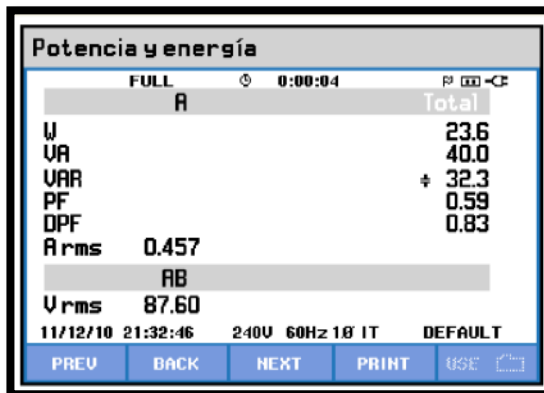 Potencia y energía
FULL 0:00:04
A Total
W 23.6
VA 40.0
VAR 32.3
PF 0.59
DPF 0.83
A rms 0.457
AB
V rms 87.60
11/12/10 21:32:46 240V 60Hz 1Ø IT DEFAULT
PREV BACK NEXT PRINT USE